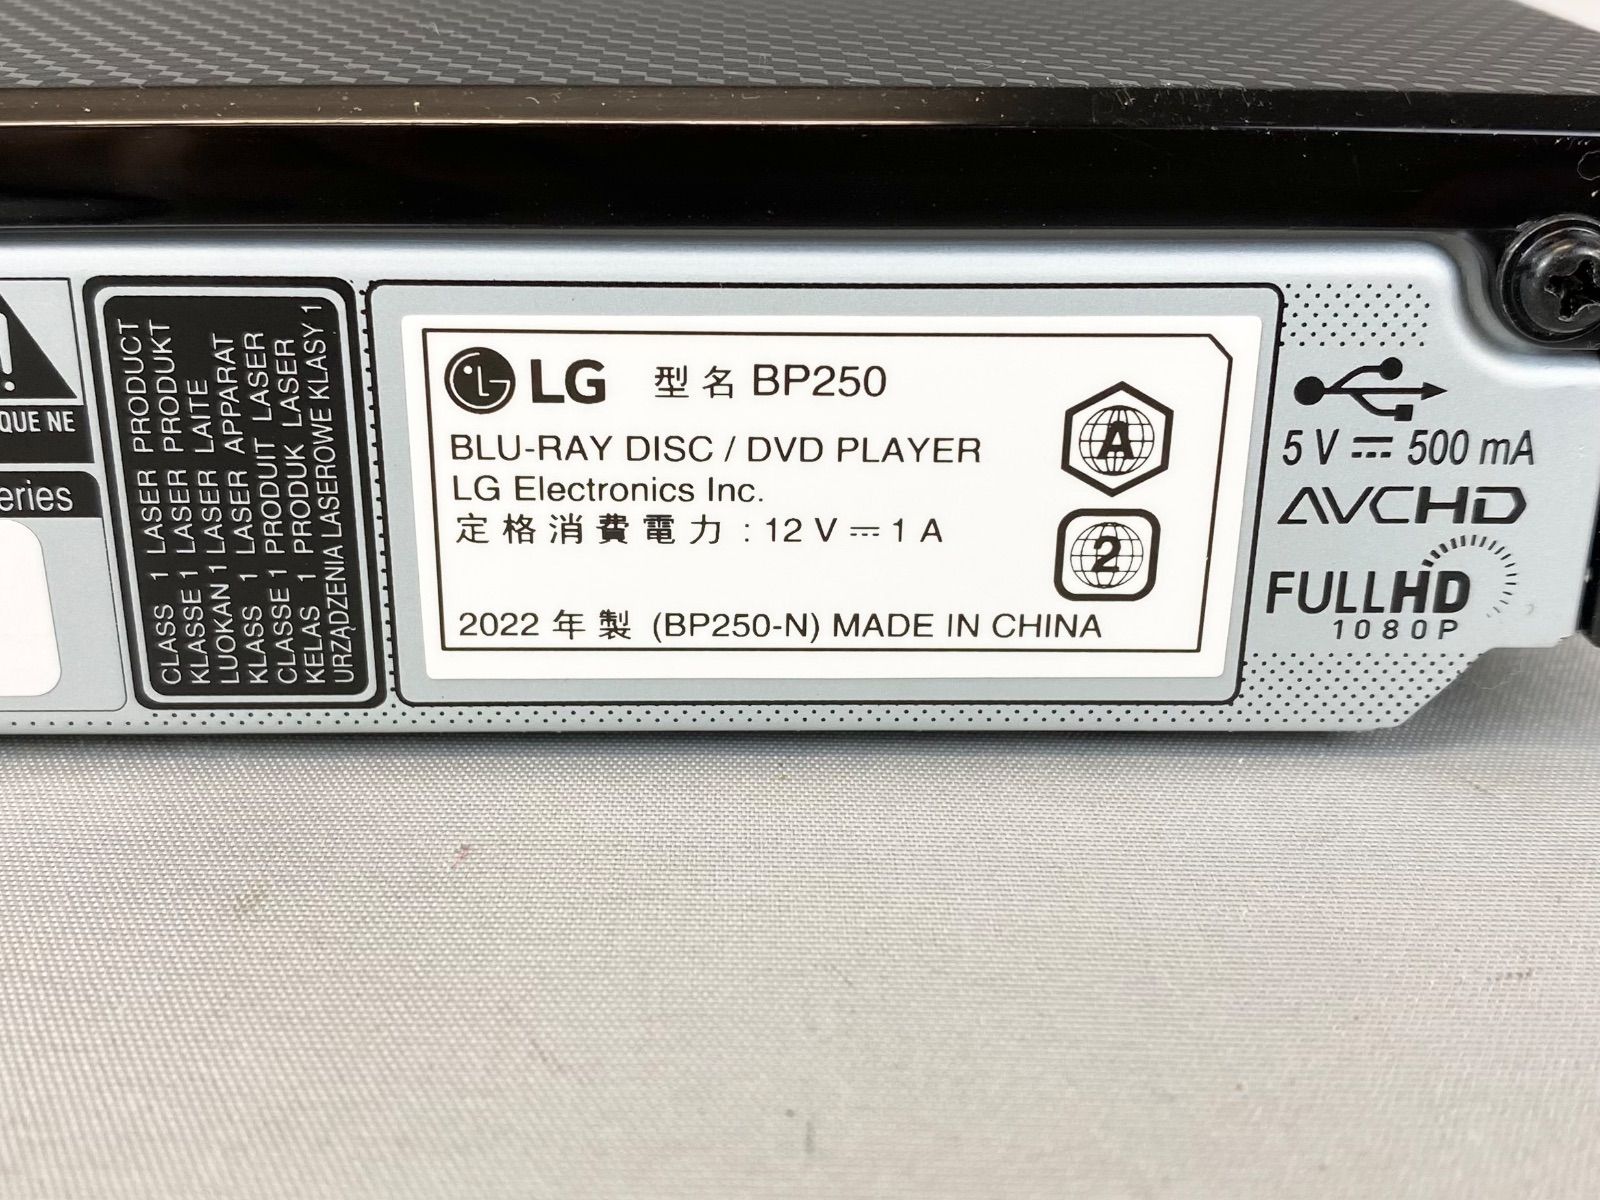 QUE NE
eries
CLASS 1 LASER PRODUCT
KLASSE 1 LASER PRODUKT
LUOKAN 1 LASER LAITE
KLASS 1 LASER APPARAT
CLASSE 1 PRODUIT LASER
KELAS 1 PRODUK LASER
URZĄDZENIA LASEROWE KLASY 1
LG 型名 BP250
BLU-RAY DISC / DVD PLAYER
LG Electronics Inc.
定格消費電力 : 12 V ⎓ 1 A
2022 年製 (BP250-N) MADE IN CHINA
A
2
5 V ⎓ 500 mA
AVCHD
FULLHD
1080P